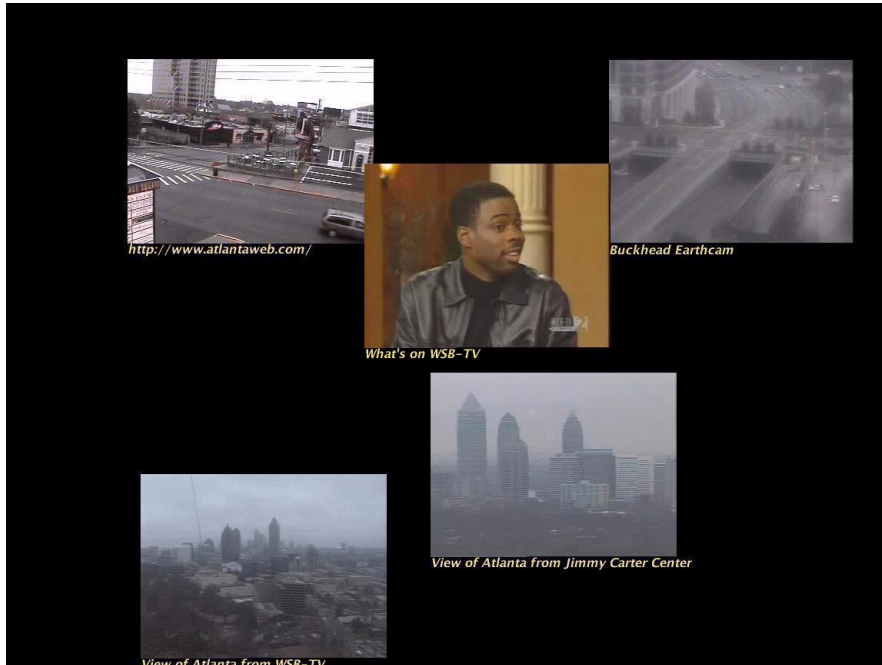 http://www.atlantaweb.com/
Buckhead Earthcam
What's on WSB-TV
View of Atlanta from Jimmy Carter Center
View of Atlanta from WSB-TV